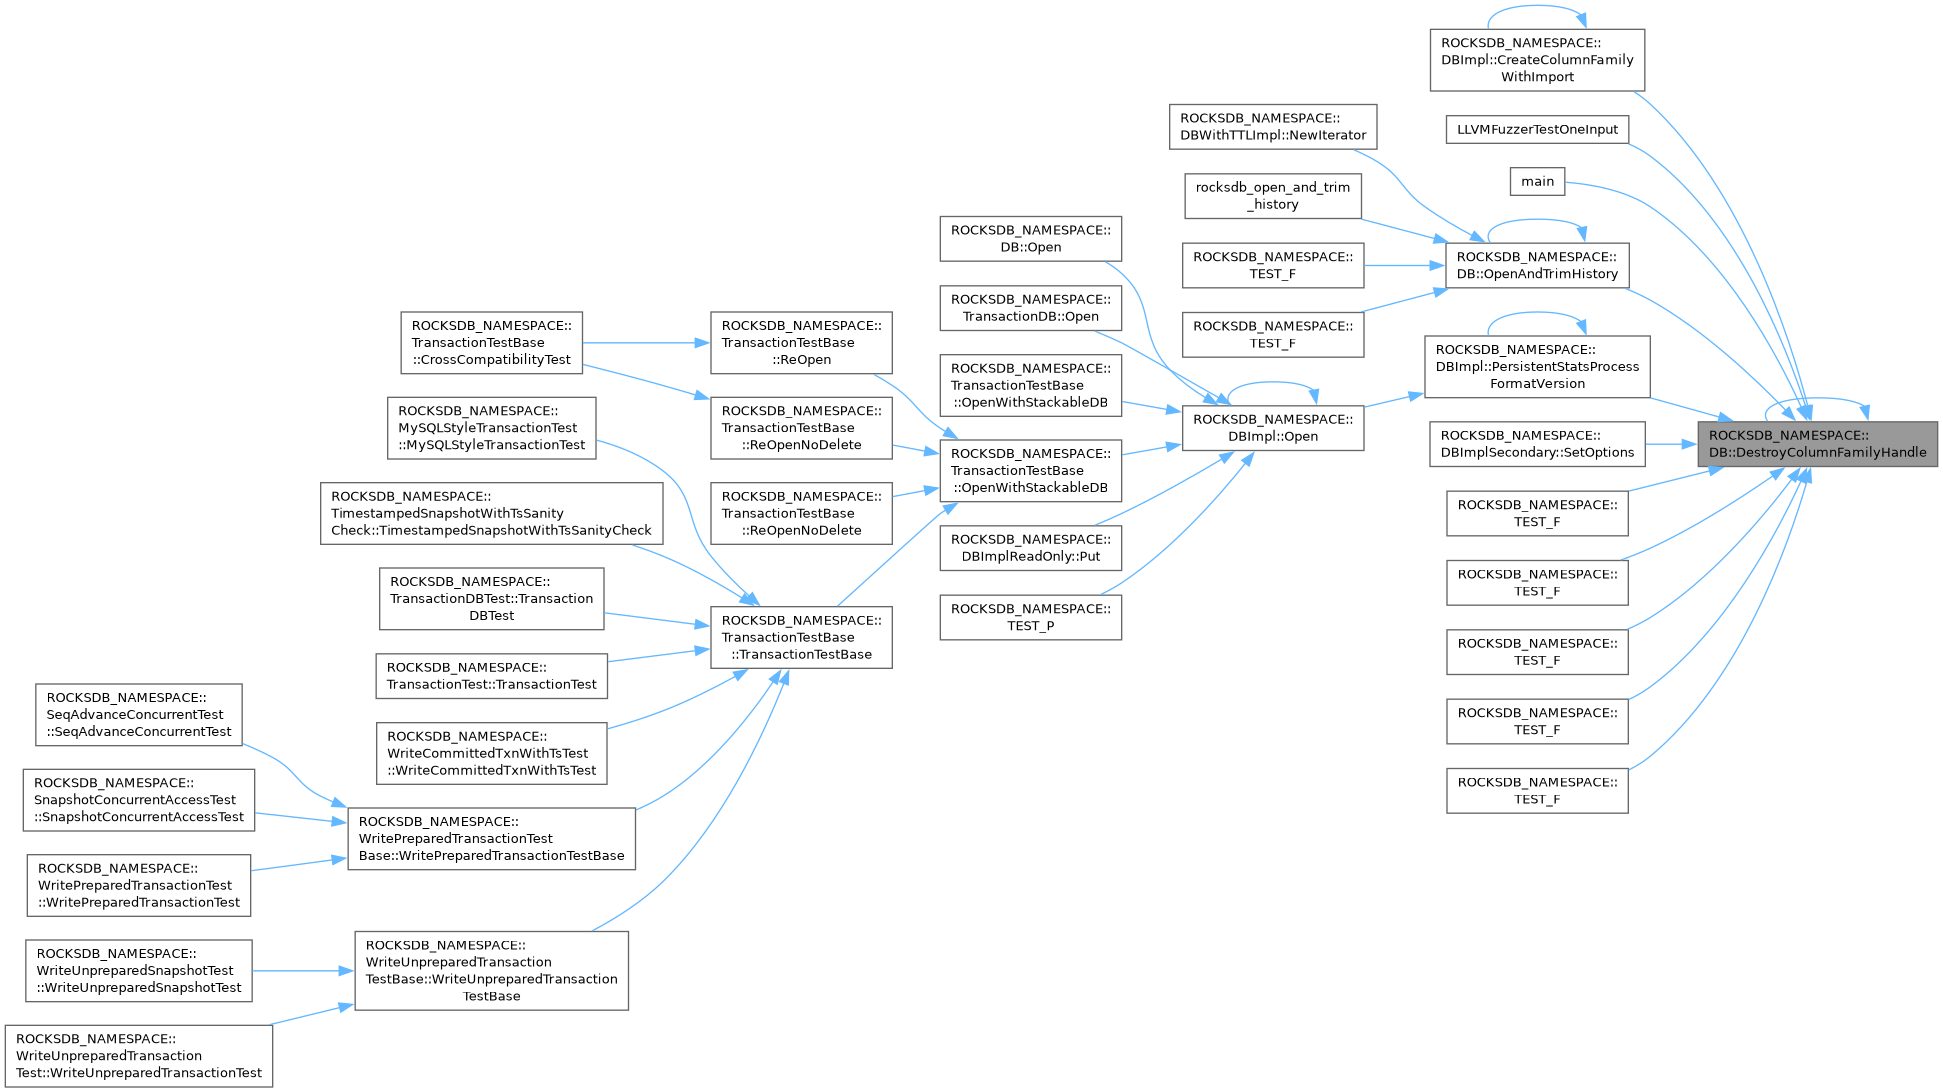 ROCKSDB_NAMESPACE::
DBImpl::CreateColumnFamily
WithImport
LLVMFuzzerTestOneInput
main
ROCKSDB_NAMESPACE::
DB::OpenAndTrimHistory
ROCKSDB_NAMESPACE::
DBImpl::PersistentStatsProcess
FormatVersion
ROCKSDB_NAMESPACE::
DBImplSecondary::SetOptions
ROCKSDB_NAMESPACE::
TEST_F
ROCKSDB_NAMESPACE::
TEST_F
ROCKSDB_NAMESPACE::
TEST_F
ROCKSDB_NAMESPACE::
TEST_F
ROCKSDB_NAMESPACE::
TEST_F
ROCKSDB_NAMESPACE::
DB::DestroyColumnFamilyHandle
ROCKSDB_NAMESPACE::
DBWithTTLImpl::NewIterator
rocksdb_open_and_trim
_history
ROCKSDB_NAMESPACE::
TEST_F
ROCKSDB_NAMESPACE::
TEST_F
ROCKSDB_NAMESPACE::
DBImpl::Open
ROCKSDB_NAMESPACE::
DB::Open
ROCKSDB_NAMESPACE::
TransactionDB::Open
ROCKSDB_NAMESPACE::
TransactionTestBase
::OpenWithStackableDB
ROCKSDB_NAMESPACE::
TransactionTestBase
::OpenWithStackableDB
ROCKSDB_NAMESPACE::
DBImplReadOnly::Put
ROCKSDB_NAMESPACE::
TEST_P
ROCKSDB_NAMESPACE::
TransactionTestBase
::ReOpen
ROCKSDB_NAMESPACE::
TransactionTestBase
::ReOpenNoDelete
ROCKSDB_NAMESPACE::
TransactionTestBase
::ReOpenNoDelete
ROCKSDB_NAMESPACE::
TransactionTestBase
::TransactionTestBase
ROCKSDB_NAMESPACE::
TransactionTestBase
::CrossCompatibilityTest
ROCKSDB_NAMESPACE::
MySQLStyleTransactionTest
::MySQLStyleTransactionTest
ROCKSDB_NAMESPACE::
TimestampedSnapshotWithTsSanity
Check::TimestampedSnapshotWithTsSanityCheck
ROCKSDB_NAMESPACE::
TransactionDBTest::Transaction
DBTest
ROCKSDB_NAMESPACE::
TransactionTest::TransactionTest
ROCKSDB_NAMESPACE::
WriteCommittedTxnWithTsTest
::WriteCommittedTxnWithTsTest
ROCKSDB_NAMESPACE::
WritePreparedTransactionTest
Base::WritePreparedTransactionTestBase
ROCKSDB_NAMESPACE::
WriteUnpreparedTransaction
TestBase::WriteUnpreparedTransaction
TestBase
ROCKSDB_NAMESPACE::
SeqAdvanceConcurrentTest
::SeqAdvanceConcurrentTest
ROCKSDB_NAMESPACE::
SnapshotConcurrentAccessTest
::SnapshotConcurrentAccessTest
ROCKSDB_NAMESPACE::
WritePreparedTransactionTest
::WritePreparedTransactionTest
ROCKSDB_NAMESPACE::
WriteUnpreparedSnapshotTest
::WriteUnpreparedSnapshotTest
ROCKSDB_NAMESPACE::
WriteUnpreparedTransaction
Test::WriteUnpreparedTransactionTest